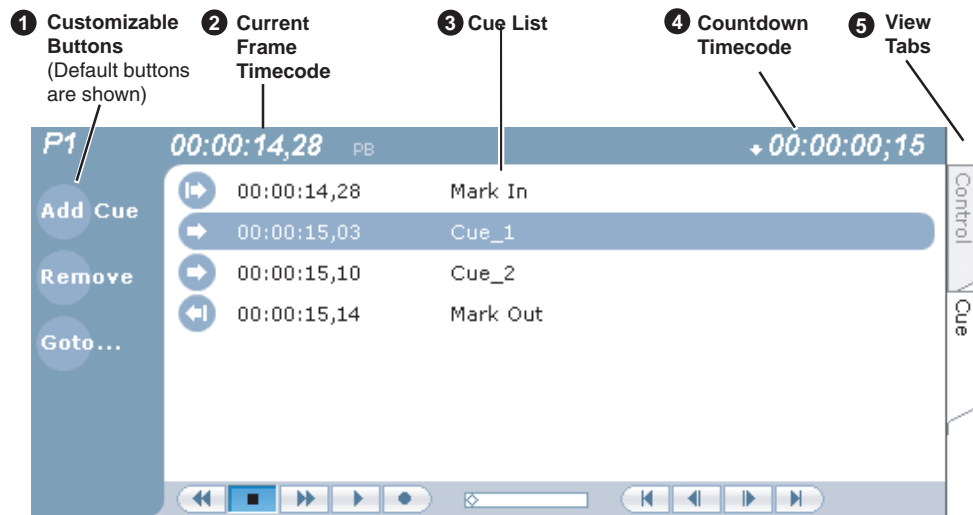 1 Customizable Buttons (Default buttons are shown)
2 Current Frame Timecode
3 Cue List
4 Countdown Timecode
5 View Tabs
P1 00:00:14,28 PB 00:00:00;15
Add Cue
Remove
Goto...
00:00:14,28 Mark In
00:00:15,03 Cue_1
00:00:15,10 Cue_2
00:00:15,14 Mark Out
Control
Cue